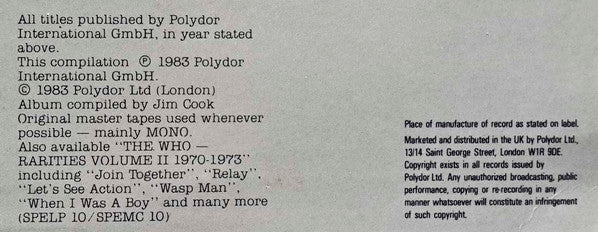 All titles published by Polydor
International GmbH, in year stated
above.
This compilation ℗ 1983 Polydor
International GmbH.
© 1983 Polydor Ltd (London)
Album compiled by Jim Cook
Original master tapes used whenever
possible — mainly MONO.
Also available "THE WHO —
RARITIES VOLUME II 1970-1973"
including "Join Together", "Relay",
"Let's See Action", "Wasp Man",
"When I Was A Boy" and many more
(SPELP 10/SPEMC 10)
Place of manufacture of record as stated on label.
Marketed and distributed in the UK by Polydor Ltd.,
13/14 Saint George Street, London W1R 9DE.
Copyright exists in all records issued by
Polydor Ltd. Any unauthorized broadcasting, public
performance, copying or re-recording in any
manner whatsoever will constitute an infringement
of such copyright.